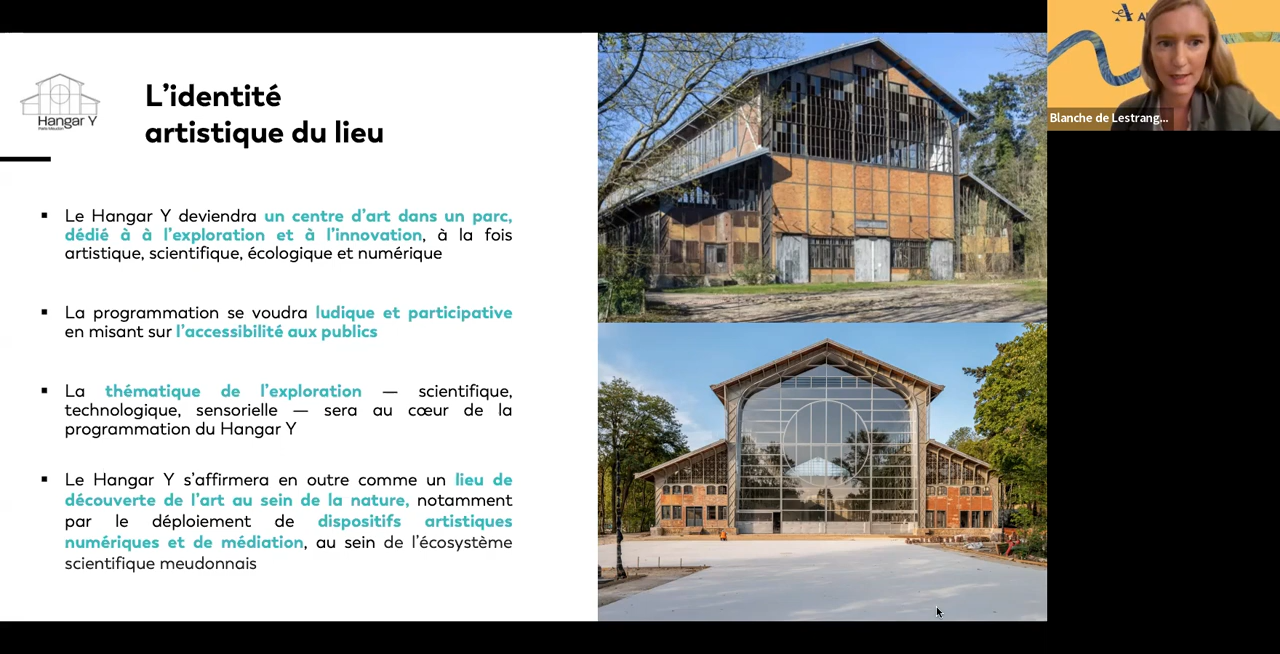 Hangar Y
Paris Meudon
L'identité
artistique du lieu
▪ Le Hangar Y deviendra un centre d'art dans un parc,
dédié à à l'exploration et à l'innovation, à la fois
artistique, scientifique, écologique et numérique
▪ La programmation se voudra ludique et participative
en misant sur l'accessibilité aux publics
▪ La thématique de l'exploration — scientifique,
technologique, sensorielle — sera au cœur de la
programmation du Hangar Y
▪ Le Hangar Y s'affirmera en outre comme un lieu de
découverte de l'art au sein de la nature, notamment
par le déploiement de dispositifs artistiques
numériques et de médiation, au sein de l'écosystème
scientifique meudonnais
Blanche de Lestrang...